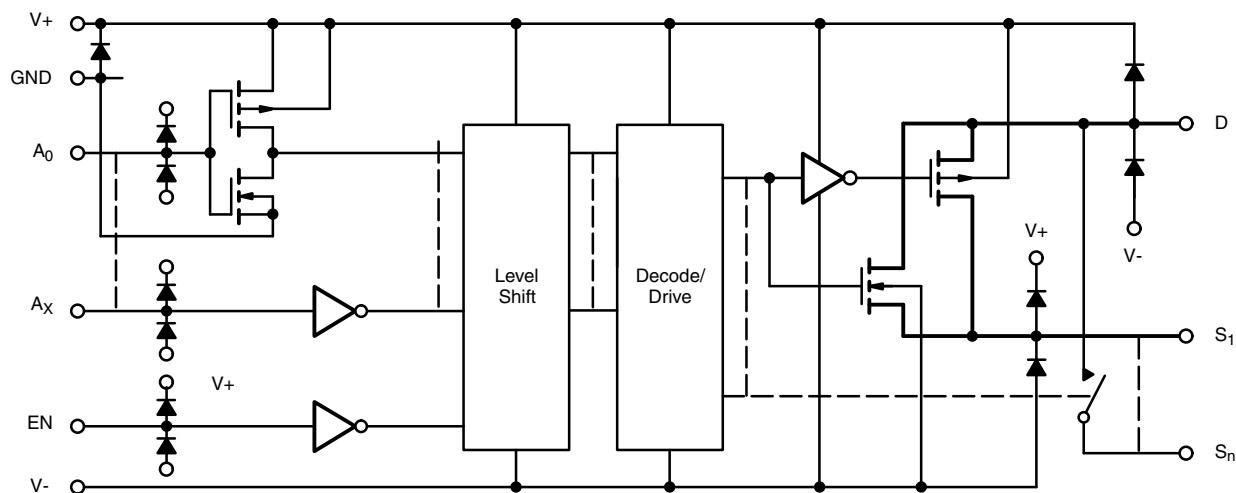 V+
GND
A0
AX
EN
V-
V+
Level
Shift
Decode/
Drive
V+
V-
D
S1
Sn